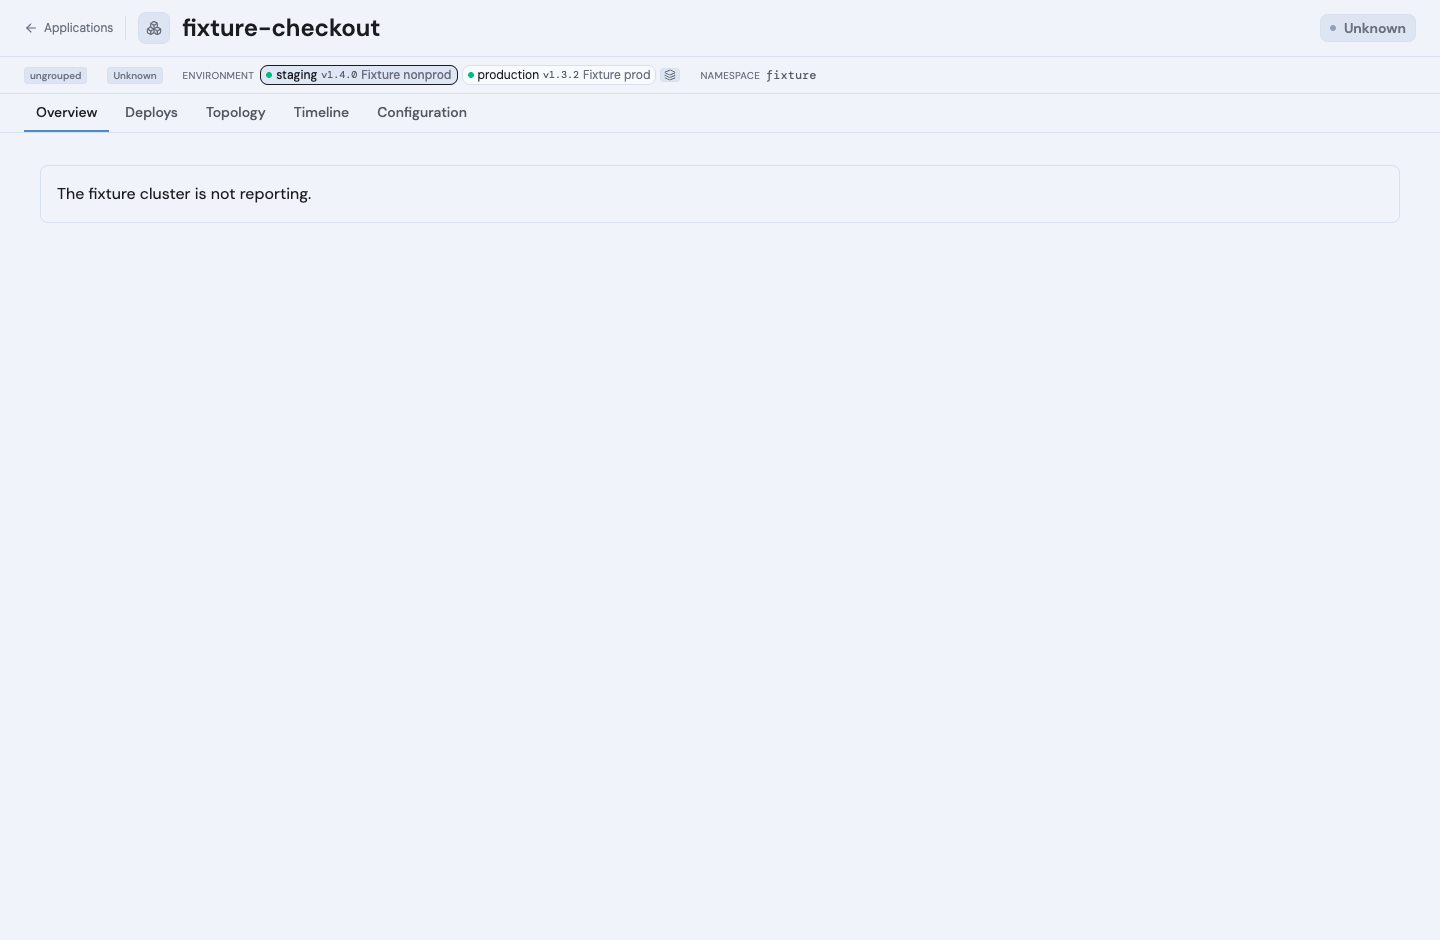 Applications
fixture-checkout
Unknown
ungrouped Unknown ENVIRONMENT staging v1.4.0 Fixture nonprod production v1.3.2 Fixture prod NAMESPACE fixture
Overview Deploys Topology Timeline Configuration
The fixture cluster is not reporting.